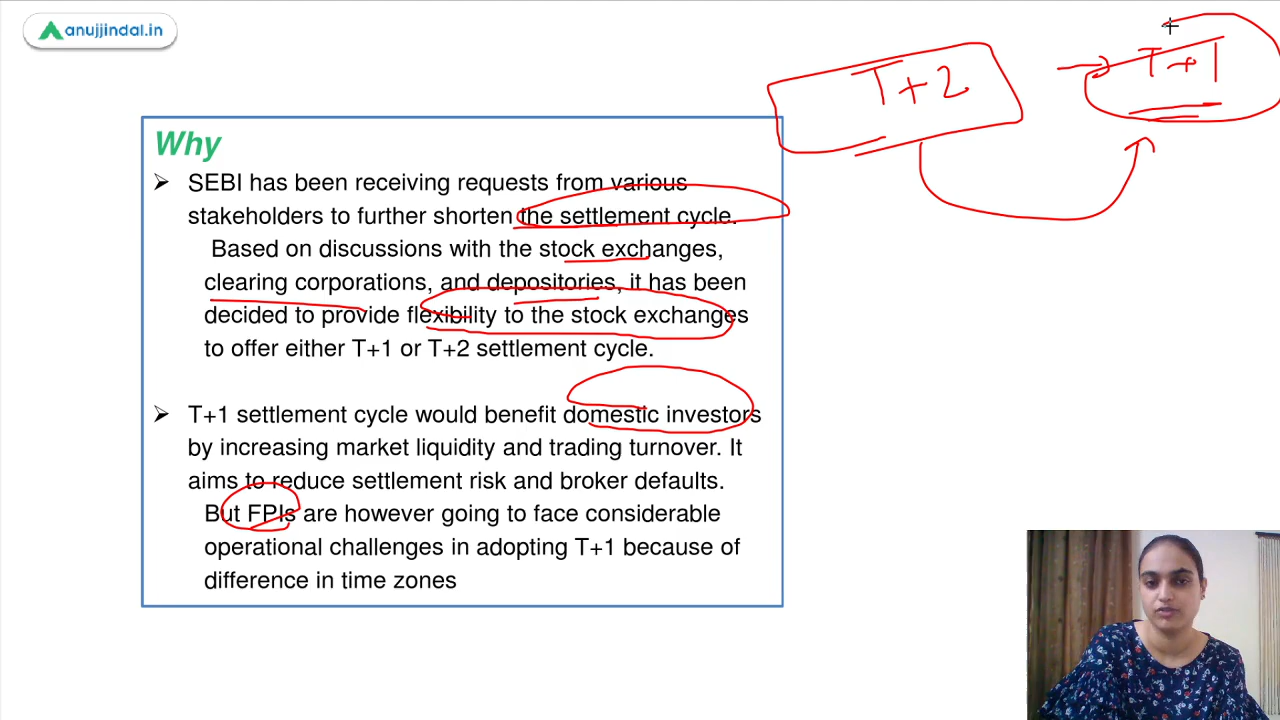 anujjindal.in
T+2
T+1
Why
➢ SEBI has been receiving requests from various
stakeholders to further shorten the settlement cycle.
Based on discussions with the stock exchanges,
clearing corporations, and depositories, it has been
decided to provide flexibility to the stock exchanges
to offer either T+1 or T+2 settlement cycle.
➢ T+1 settlement cycle would benefit domestic investors
by increasing market liquidity and trading turnover. It
aims to reduce settlement risk and broker defaults.
But FPIs are however going to face considerable
operational challenges in adopting T+1 because of
difference in time zones